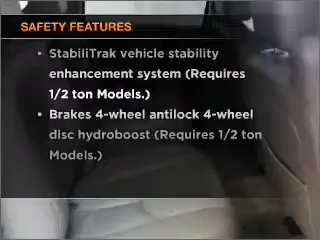 SAFETY FEATURES
• StabiliTrak vehicle stability
enhancement system (Requires
1/2 ton Models.)
• Brakes 4-wheel antilock 4-wheel
disc hydroboost (Requires 1/2 ton
Models.)